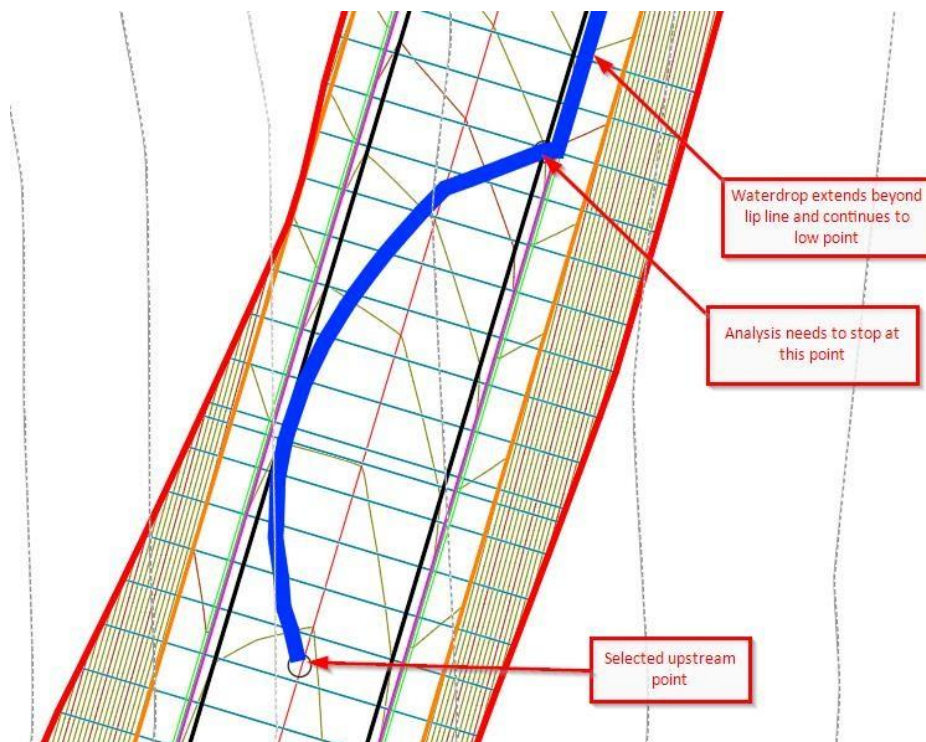 Waterdrop extends beyond
lip line and continues to
low point
Analysis needs to stop at
this point
Selected upstream
point